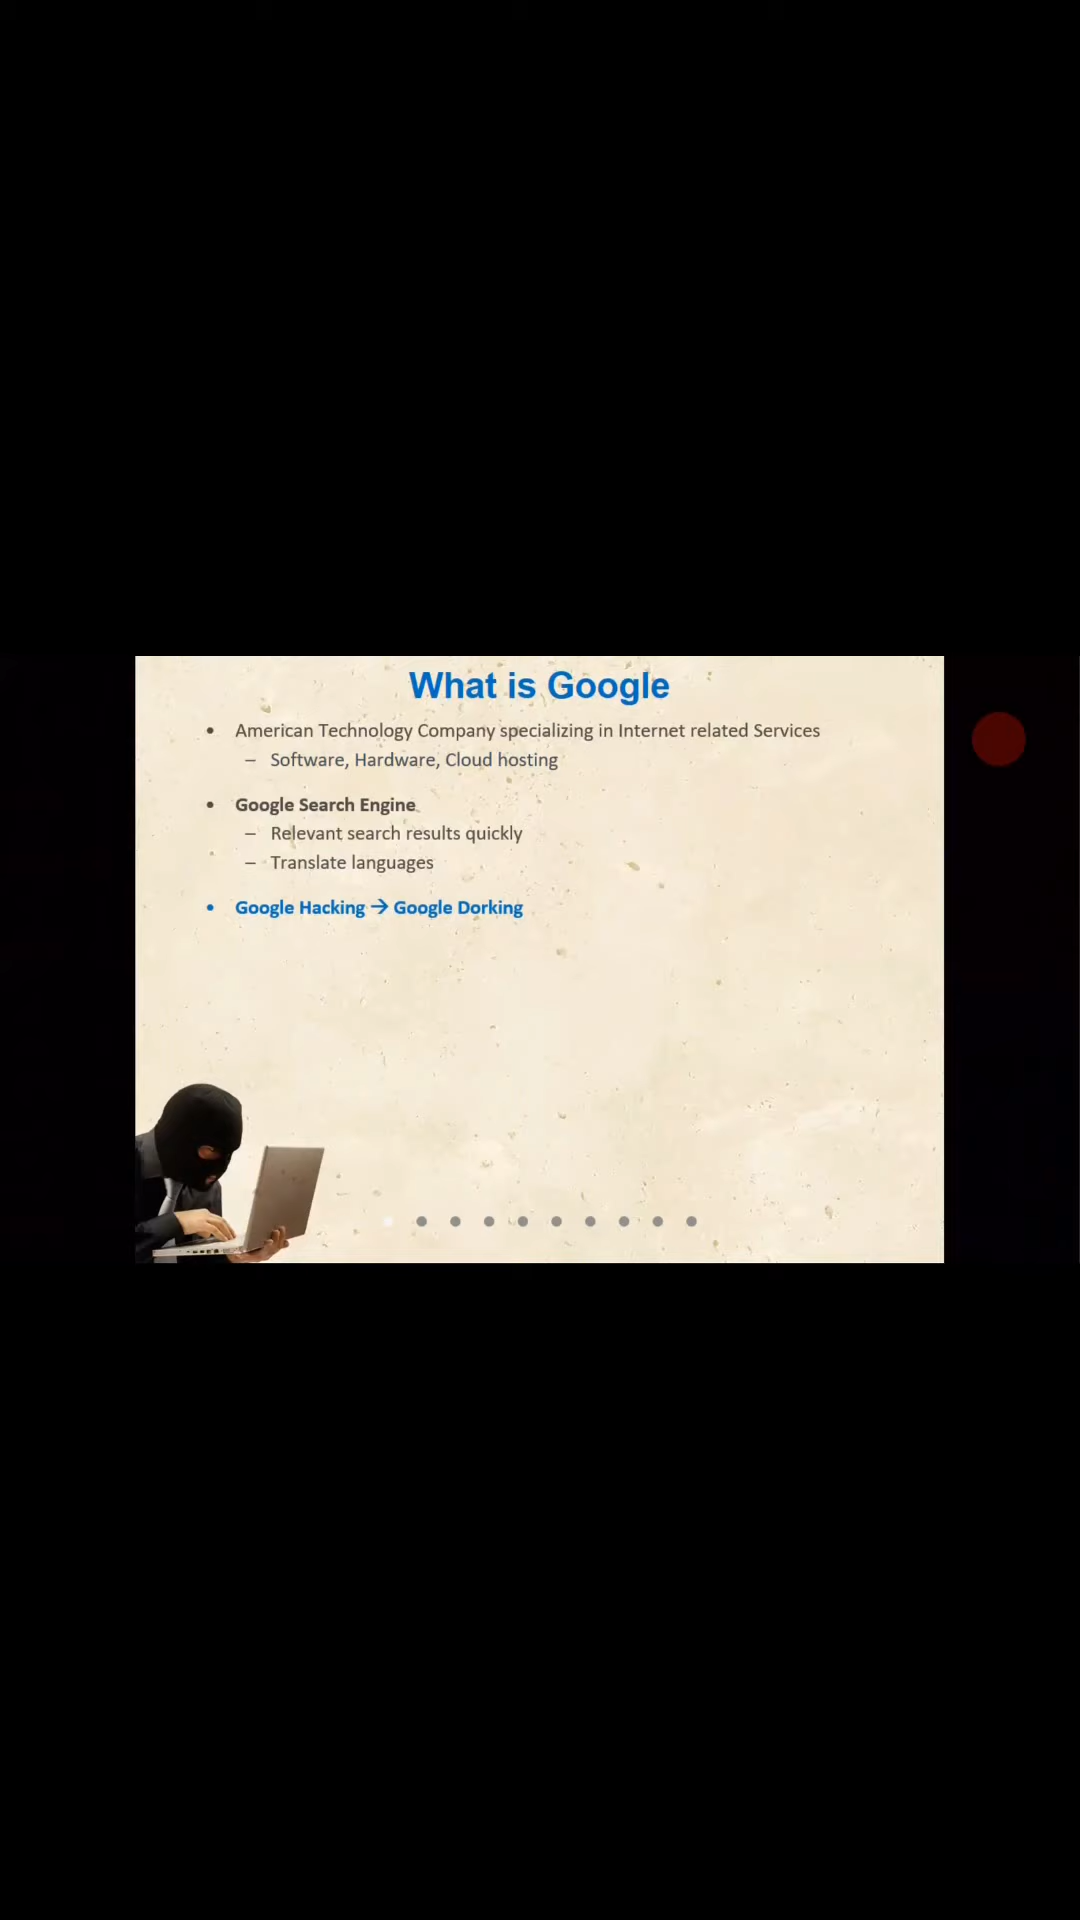 What is Google
• American Technology Company specializing in Internet related Services
– Software, Hardware, Cloud hosting
• Google Search Engine
– Relevant search results quickly
– Translate languages
• Google Hacking → Google Dorking